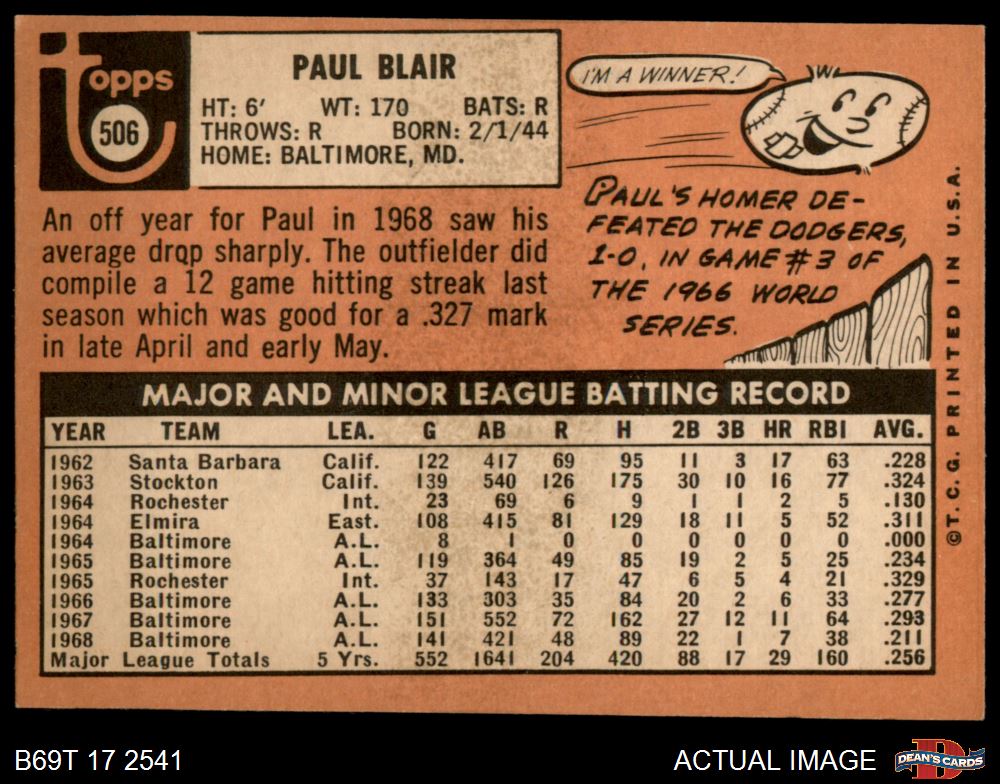 topps
506
PAUL BLAIR
HT: 6' WT: 170 BATS: R
THROWS: R BORN: 2/1/44
HOME: BALTIMORE, MD.
An off year for Paul in 1968 saw his
average drop sharply. The outfielder did
compile a 12 game hitting streak last
season which was good for a .327 mark
in late April and early May.
I'M A WINNER!
PAUL'S HOMER DE-
FEATED THE DODGERS,
1-0, IN GAME #3 OF
THE 1966 WORLD
SERIES.
©T.C.G. PRINTED IN U.S.A.
MAJOR AND MINOR LEAGUE BATTING RECORD
YEAR TEAM LEA. G AB R H 2B 3B HR RBI AVG.
1962 Santa Barbara Calif. 122 417 69 95 11 3 17 63 .228
1963 Stockton Calif. 139 540 126 175 30 10 16 77 .324
1964 Rochester Int. 23 69 6 9 1 1 2 5 .130
1964 Elmira East. 108 415 81 129 18 11 5 52 .311
1964 Baltimore A.L. 8 1 0 0 0 0 0 0 .000
1965 Baltimore A.L. 119 364 49 85 19 2 5 25 .234
1965 Rochester Int. 37 143 17 47 6 5 4 21 .329
1966 Baltimore A.L. 133 303 35 84 20 2 6 33 .277
1967 Baltimore A.L. 151 552 72 162 27 12 11 64 .293
1968 Baltimore A.L. 141 421 48 89 22 1 7 38 .211
Major League Totals 5 Yrs. 552 1641 204 420 88 17 29 160 .256
B69T 17 2541
ACTUAL IMAGE
D
DEAN'S CARDS